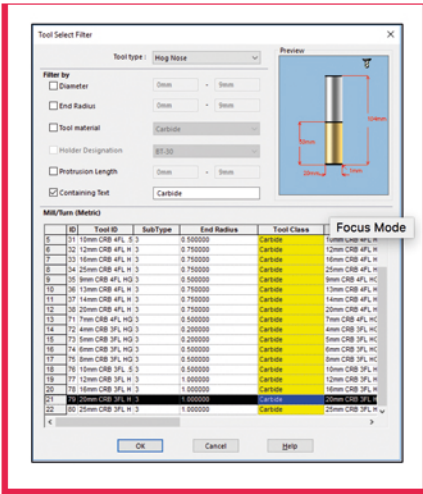 Tool Select Filter
Tool type : Hog Nose
Preview
Filter by
Diameter 0mm - 9mm
End Radius 0mm - 9mm
Tool material Carbide
Holder Designation BT-30
Protrusion Length 0mm - 9mm
Containing Text Carbide
104mm
20mm 1mm
Mill/Turn (Metric)
Focus Mode
ID Tool ID SubType End Radius Tool Class
5 31 10mm CRB 4FL .5 3 0.500000 Carbide 10mm CRB 4FL H
6 32 12mm CRB 4FL H 3 0.750000 Carbide 12mm CRB 4FL H
7 33 16mm CRB 4FL H 3 0.750000 Carbide 16mm CRB 4FL H
8 34 25mm CRB 4FL H 3 0.750000 Carbide 25mm CRB 4FL H
9 35 9mm CRB 4FL HG 3 0.500000 Carbide 9mm CRB 4FL HC
10 36 13mm CRB 4FL H 3 0.750000 Carbide 13mm CRB 4FL H
11 37 14mm CRB 4FL H 3 0.750000 Carbide 14mm CRB 4FL H
12 38 20mm CRB 4FL H 3 0.750000 Carbide 20mm CRB 4FL H
13 71 7mm CRB 4FL HG 3 0.500000 Carbide 7mm CRB 4FL HC
14 72 4mm CRB 3FL HG 3 0.200000 Carbide 4mm CRB 3FL HC
15 73 5mm CRB 3FL HG 3 0.200000 Carbide 5mm CRB 3FL HC
16 74 6mm CRB 3FL HG 3 0.500000 Carbide 6mm CRB 3FL HC
17 75 8mm CRB 3FL HG 3 0.500000 Carbide 8mm CRB 3FL HC
18 76 10mm CRB 3FL .5 3 0.500000 Carbide 10mm CRB 3FL H
19 77 12mm CRB 3FL H 3 1.000000 Carbide 12mm CRB 3FL H
20 78 16mm CRB 3FL H 3 1.000000 Carbide 16mm CRB 3FL H
21 79 20mm CRB 3FL H 3 1.000000 Carbide 20mm CRB 3FL H
22 80 25mm CRB 3FL H 3 1.000000 Carbide 25mm CRB 3FL H
OK Cancel Help